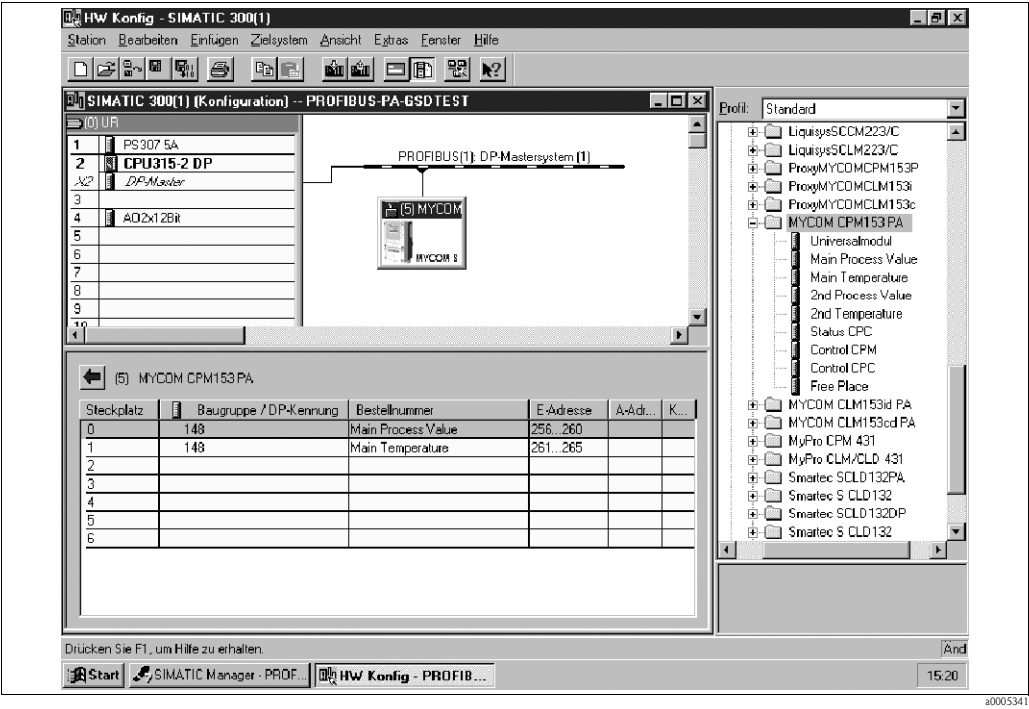 HW Konfig - SIMATIC 300(1)
Station Bearbeiten Einfügen Zielsystem Ansicht Extras Fenster Hilfe
SIMATIC 300(1) (Konfiguration) -- PROFIBUS-PA-GSDTEST
(0) UR
1 PS307 5A
2 CPU315-2 DP
X2 DP-Master
3
4 AO2x12Bit
5
6
7
8
9
10
PROFIBUS(1): DP-Mastersystem (1)
(5) MYCOM
MYCOM S
(5) MYCOM CPM153 PA
Steckplatz Baugruppe / DP-Kennung Bestellnummer E-Adresse A-Adr... K...
0 148 Main Process Value 256...260
1 148 Main Temperature 261...265
2
3
4
5
6
Profil: Standard
LiquisysSCCM223/C
LiquisysSCLM223/C
ProxyMYCOMCPM153P
ProxyMYCOMCLM153i
ProxyMYCOMCLM153c
MYCOM CPM153 PA
Universalmodul
Main Process Value
Main Temperature
2nd Process Value
2nd Temperature
Status CPC
Control CPM
Control CPC
Free Place
MYCOM CLM153id PA
MYCOM CLM153cd PA
MyPro CPM 431
MyPro CLM/CLD 431
Smartec SCLD132PA
Smartec S CLD132
Smartec SCLD132DP
Smartec S CLD132
Drücken Sie F1, um Hilfe zu erhalten.
Änd
Start SIMATIC Manager - PROF... HW Konfig - PROFIB... 15:20
a0005341